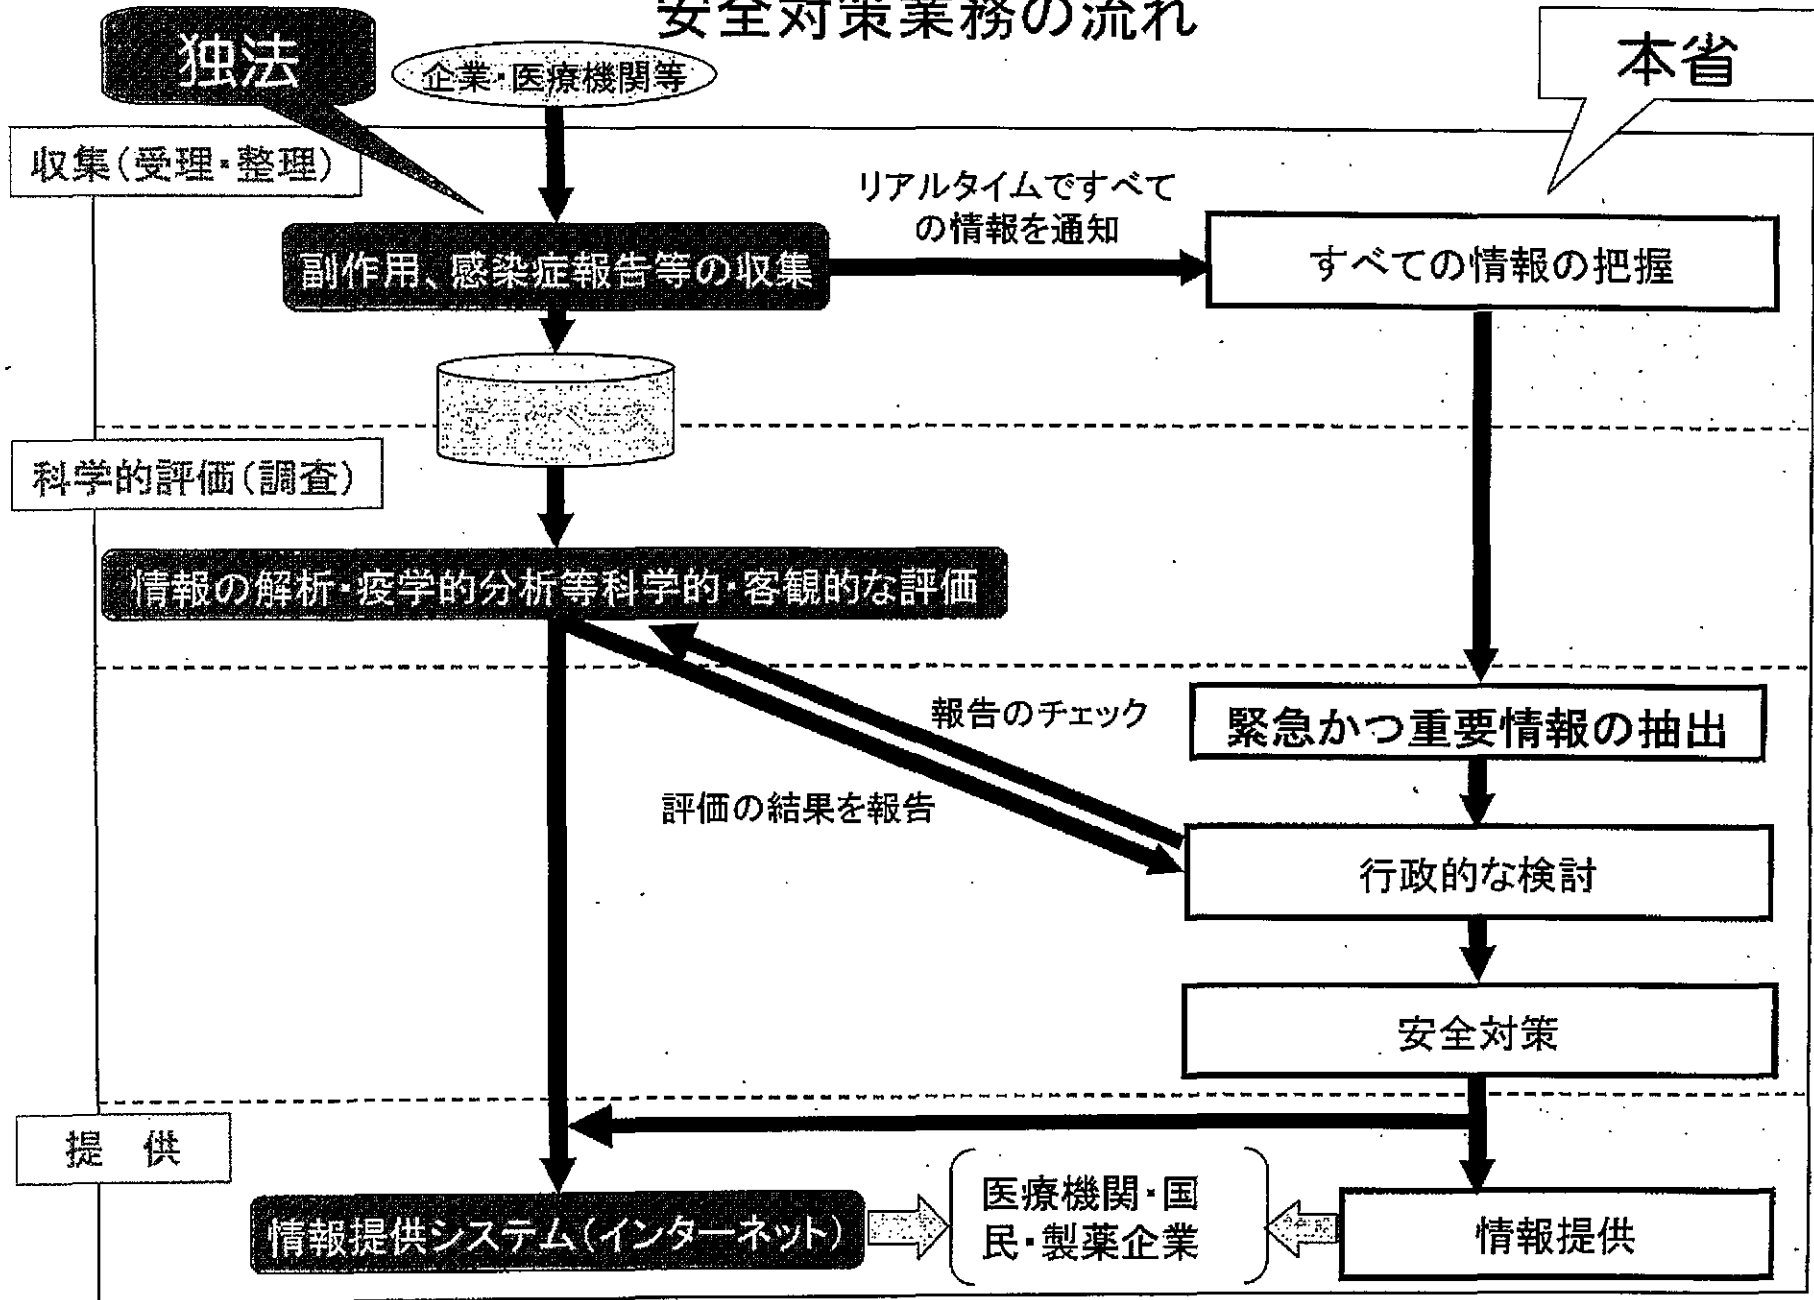 安全対策業務の流れ
独法
企業・医療機関等
本省
収集(受理・整理)
リアルタイムですべて
の情報を通知
副作用、感染症報告等の収集
すべての情報の把握
データベース
科学的評価(調査)
情報の解析・疫学的分析等科学的・客観的な評価
報告のチェック
緊急かつ重要情報の抽出
評価の結果を報告
行政的な検討
安全対策
提 供
情報提供システム(インターネット)
医療機関・国
民・製薬企業
情報提供